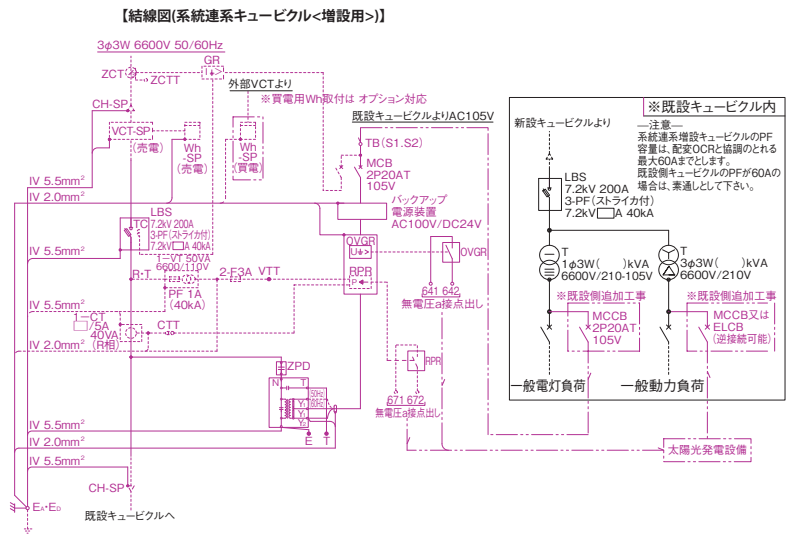 【結線図(系統連系キュービクル<増設用>)】
3φ3W 6600V 50/60Hz
GR
I>
ZCT
ZCTT
外部VCTより
※買電用Wh取付は オプション対応
CH-SP
既設キュービクルよりAC105V
VCT-SP
(売電)
Wh
-SP
(売電)
Wh
-SP
(買電)
TB(S1.S2)
MCB
2P20AT
105V
IV 5.5mm²
IV 2.0mm²
バックアップ
電源装置
AC100V/DC24V
LBS
TC
7.2kV 200A
3-PF(ストライカ付)
7.2kV□A 40kA
IV 5.5mm²
OVGR
U⏚>
OVGR
1-VT 50VA
6600/110V
R・T
2-F3A
VTT
RPR
P
PF 1A
(40kA)
641 642
無電圧a接点出し
IV 5.5mm²
1-CT
□/5A
40VA
(R相)
CTT
IV 2.0mm²
RPR
ZPD
N
T
50Hz
60Hz
Y₁
Y₁
Y₂
E
T
671 672
無電圧a接点出し
IV 5.5mm²
IV 2.0mm²
IV 5.5mm²
CH-SP
EA・ED
既設キュービクルへ
※既設キュービクル内
新設キュービクルより
―注意―
系統連系増設キュービクルのPF
容量は、配変OCRと協調のとれる
最大60Aまでとします。
既設側キュービクルのPFが60Aの
場合は、素通しとして下さい。
LBS
7.2kV 200A
3-PF(ストライカ付)
7.2kV□A 40kA
T
1φ3W( )kVA
6600V/210-105V
T
3φ3W( )kVA
6600V/210V
※既設側追加工事
MCCB
2P20AT
105V
※既設側追加工事
MCCB又は
ELCB
(逆接続可能)
一般電灯負荷
一般動力負荷
太陽光発電設備